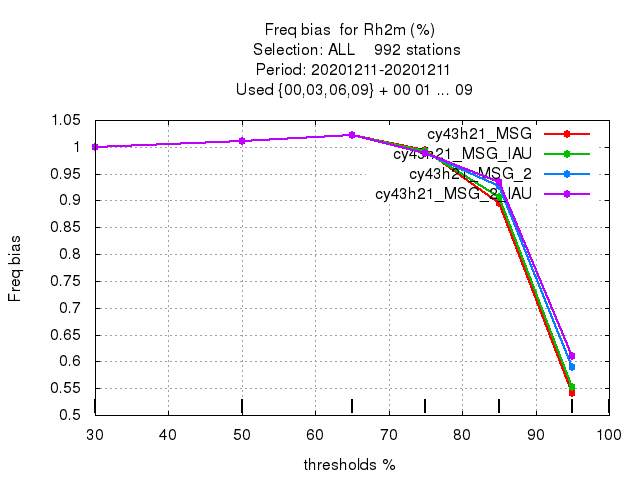 Freq bias  for Rh2m (%)
Selection: ALL    992 stations
Period: 20201211-20201211
Used {00,03,06,09} + 00 01 ... 09
1.05
1
0.95
0.9
0.85
0.8
0.75
0.7
0.65
0.6
0.55
0.5
Freq bias
cy43h21_MSG
cy43h21_MSG_IAU
cy43h21_MSG_2
cy43h21_MSG_2_IAU
30 40 50 60 70 80 90 100
thresholds %